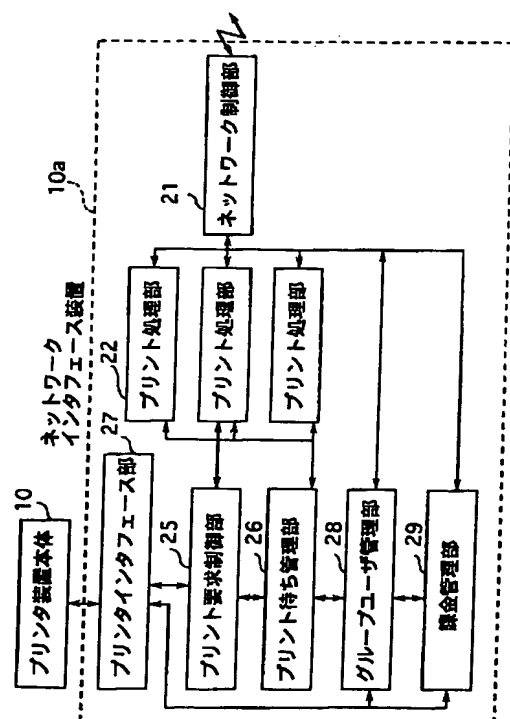 10
プリンタ装置本体
ネットワーク
インタフェース装置
10a
27
プリンタインタフェース部
22
プリント処理部
プリント処理部
プリント処理部
21
ネットワーク制御部
25
プリント要求制御部
26
プリント待ち管理部
28
グループユーザ管理部
29
課金管理部